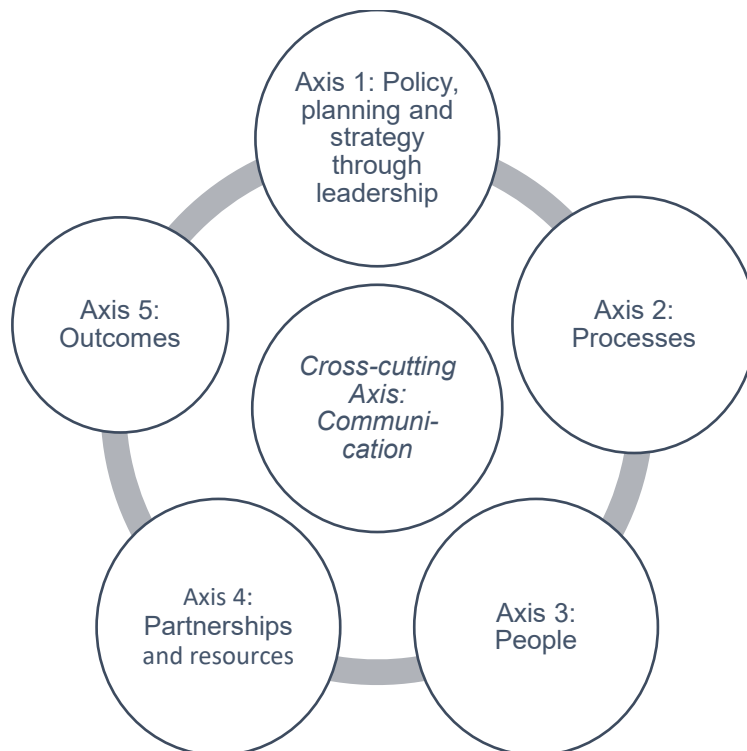 Axis 1: Policy,
planning and
strategy
through
leadership
Axis 2:
Processes
Axis 3:
People
Axis 4:
Partnerships
and resources
Axis 5:
Outcomes
Cross-cutting
Axis:
Communi-
cation